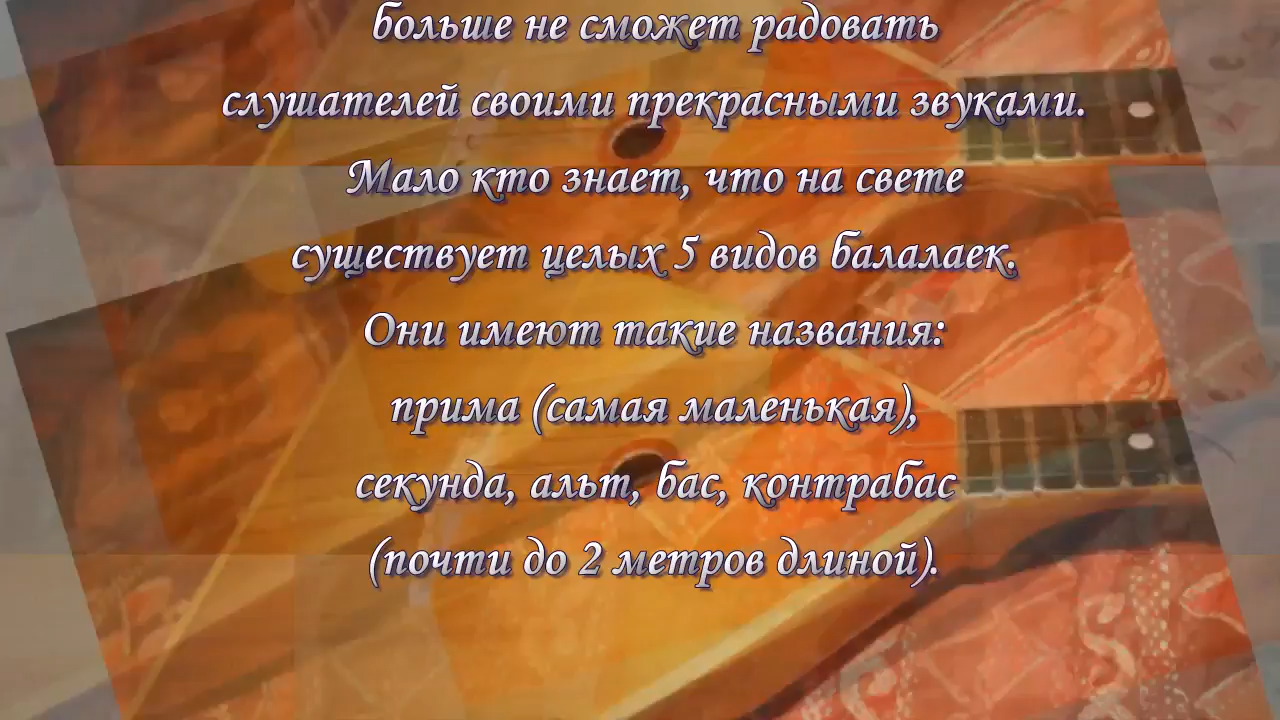 больше не сможет радовать
слушателей своими прекрасными звуками.
Мало кто знает, что на свете
существует целых 5 видов балалаек.
Они имеют такие названия:
прима (самая маленькая),
секунда, альт, бас, контрабас
(почти до 2 метров длиной).